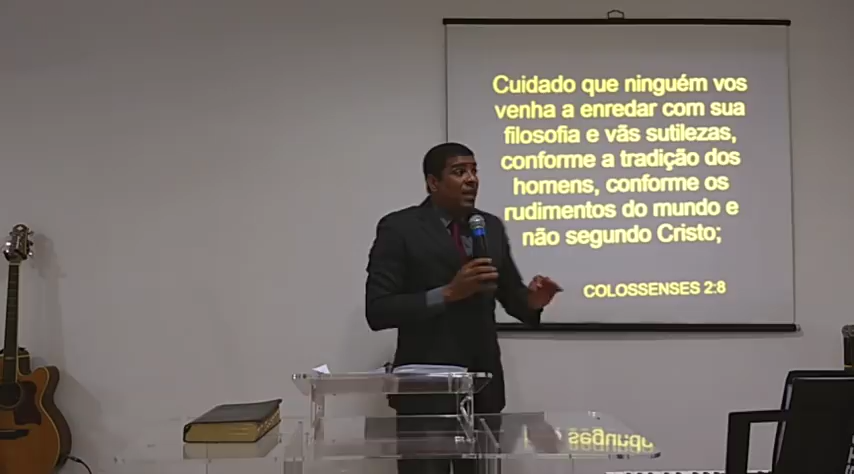 Cuidado que ninguém vos
venha a enredar com sua
filosofia e vãs sutilezas,
conforme a tradição dos
homens, conforme os
rudimentos do mundo e
não segundo Cristo;
COLOSSENSES 2:8